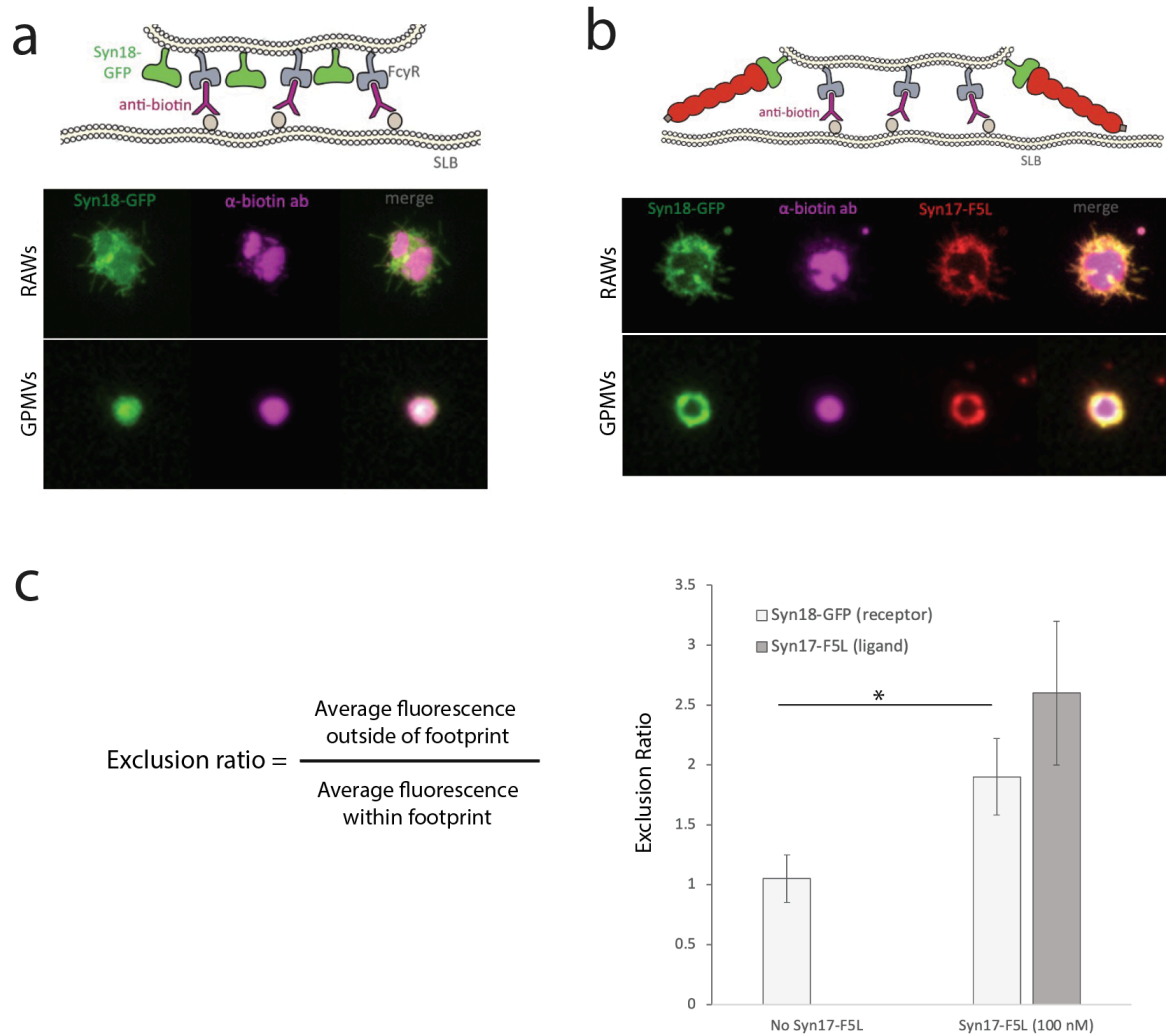 a
Syn18-
GFP
FcγR
anti-biotin
SLB
Syn18-GFP
α-biotin ab
merge
RAWs
GPMVs
b
anti-biotin
SLB
Syn18-GFP
α-biotin ab
Syn17-F5L
merge
RAWs
GPMVs
c
Exclusion ratio =
Average fluorescence
outside of footprint
Average fluorescence
within footprint
Exclusion Ratio
3.5
3
2.5
2
1.5
1
0.5
0
Syn18-GFP (receptor)
Syn17-F5L (ligand)
*
No Syn17-F5L
Syn17-F5L (100 nM)